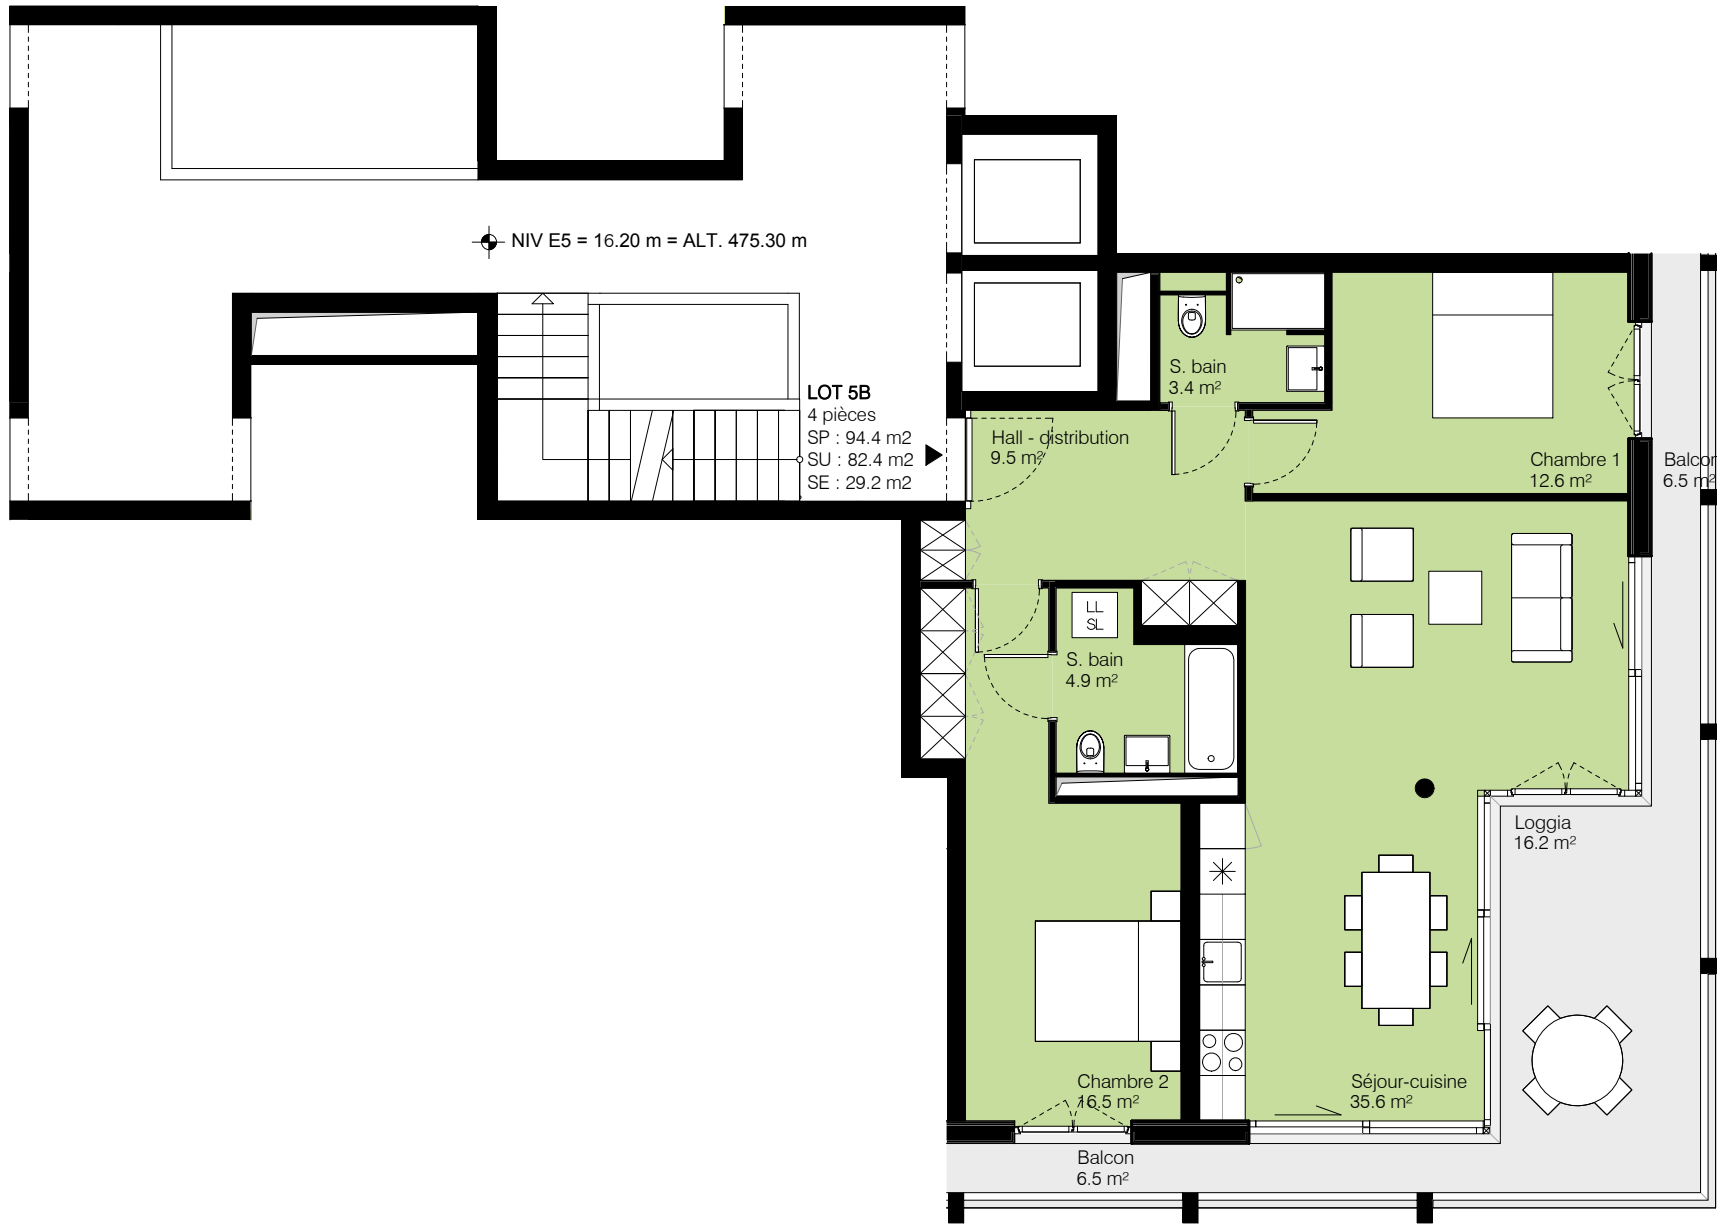 NIV E5 = 16.20 m = ALT. 475.30 m
LOT 5B
4 pièces
SP : 94.4 m2
SU : 82.4 m2
SE : 29.2 m2
S. bain
3.4 m²
Hall - distribution
9.5 m²
Chambre 1
12.6 m²
Balcon
6.5 m²
LL
SL
S. bain
4.9 m²
Loggia
16.2 m²
Chambre 2
16.5 m²
Séjour-cuisine
35.6 m²
Balcon
6.5 m²